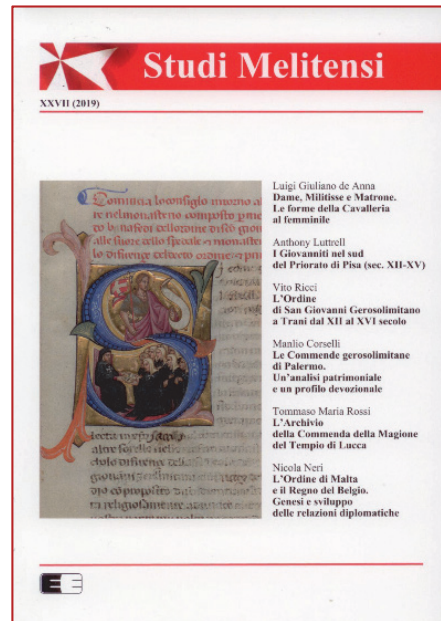 Studi Melitensi
XXVII (2019)
Luigi Giuliano de Anna
Dame, Militisse e Matrone.
Le forme della Cavalleria
al femminile
Anthony Luttrell
I Giovanniti nel sud
del Priorato di Pisa (sec. XII-XV)
Vito Ricci
L'Ordine
di San Giovanni Gerosolimitano
a Trani dal XII al XVI secolo
Manlio Corselli
Le Commende gerosolimitane
di Palermo.
Un'analisi patrimoniale
e un profilo devozionale
Tommaso Maria Rossi
L'Archivio
della Commenda della Magione
del Tempio di Lucca
Nicola Neri
L'Ordine di Malta
e il Regno del Belgio.
Genesi e sviluppo
delle relazioni diplomatiche